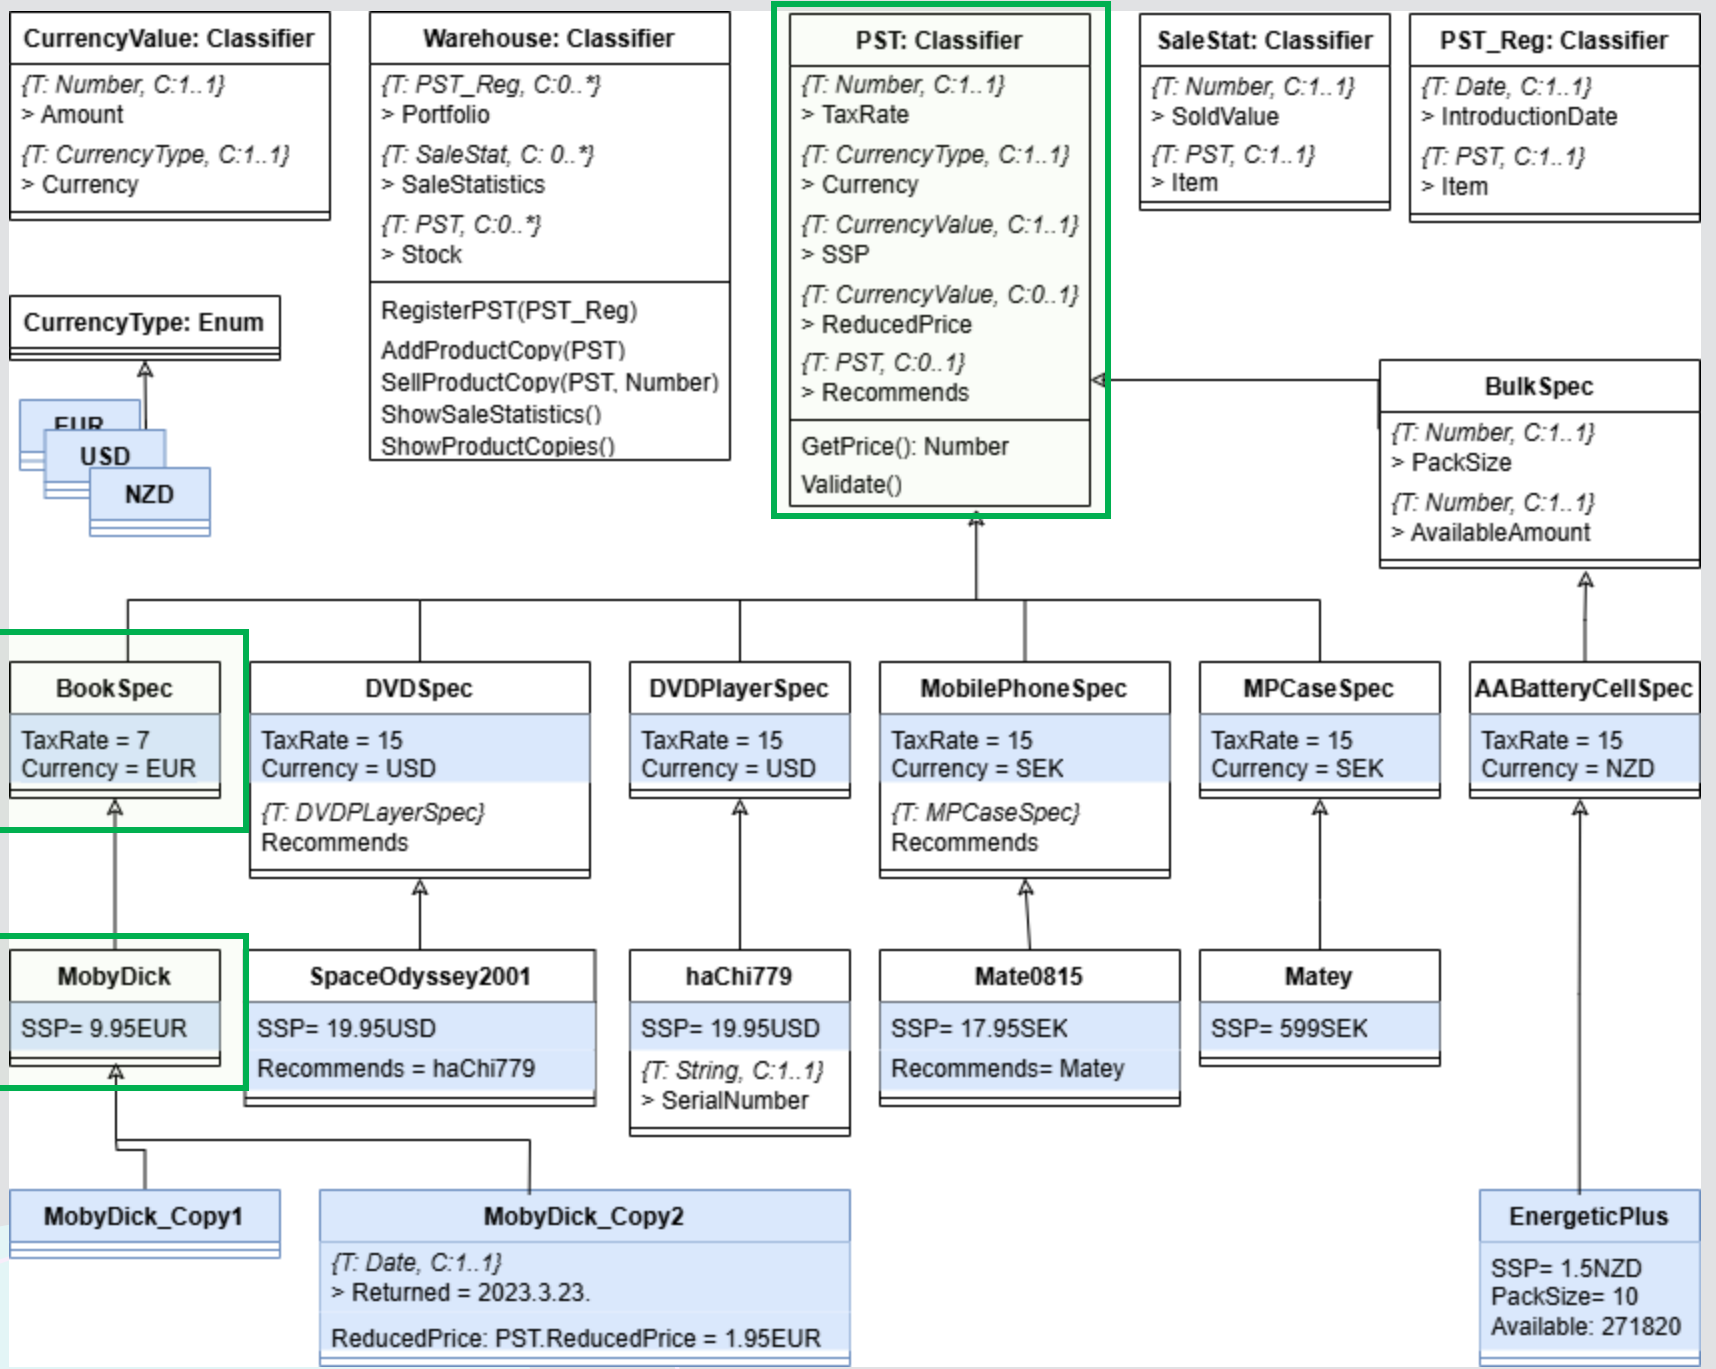 CurrencyValue: Classifier
{T: Number, C:1..1}
> Amount
{T: CurrencyType, C:1..1}
> Currency
Warehouse: Classifier
{T: PST_Reg, C:0..*}
> Portfolio
{T: SaleStat, C: 0..*}
> SaleStatistics
{T: PST, C:0..*}
> Stock
RegisterPST(PST_Reg)
AddProductCopy(PST)
SellProductCopy(PST, Number)
ShowSaleStatistics()
ShowProductCopies()
PST: Classifier
{T: Number, C:1..1}
> TaxRate
{T: CurrencyType, C:1..1}
> Currency
{T: CurrencyValue, C:1..1}
> SSP
{T: CurrencyValue, C:0..1}
> ReducedPrice
{T: PST, C:0..1}
> Recommends
GetPrice(): Number
Validate()
SaleStat: Classifier
{T: Number, C:1..1}
> SoldValue
{T: PST, C:1..1}
> Item
PST_Reg: Classifier
{T: Date, C:1..1}
> IntroductionDate
{T: PST, C:1..1}
> Item
CurrencyType: Enum
EUR
USD
NZD
BulkSpec
{T: Number, C:1..1}
> PackSize
{T: Number, C:1..1}
> AvailableAmount
BookSpec
TaxRate = 7
Currency = EUR
DVDSpec
TaxRate = 15
Currency = USD
{T: DVDPLayerSpec}
Recommends
DVDPlayerSpec
TaxRate = 15
Currency = USD
MobilePhoneSpec
TaxRate = 15
Currency = SEK
{T: MPCaseSpec}
Recommends
MPCaseSpec
TaxRate = 15
Currency = SEK
AABatteryCellSpec
TaxRate = 15
Currency = NZD
MobyDick
SSP= 9.95EUR
SpaceOdyssey2001
SSP= 19.95USD
Recommends = haChi779
haChi779
SSP= 19.95USD
{T: String, C:1..1}
> SerialNumber
Mate0815
SSP= 17.95SEK
Recommends= Matey
Matey
SSP= 599SEK
MobyDick_Copy1
MobyDick_Copy2
{T: Date, C:1..1}
> Returned = 2023.3.23.
ReducedPrice: PST.ReducedPrice = 1.95EUR
EnergeticPlus
SSP= 1.5NZD
PackSize= 10
Available: 271820